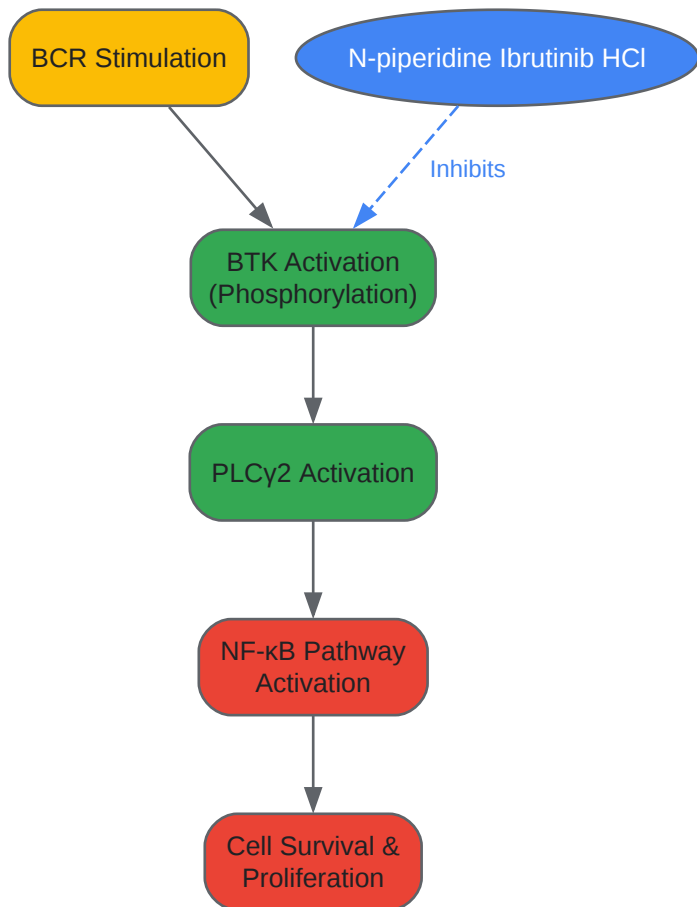 BCR Stimulation
N-piperidine Ibrutinib HCl
Inhibits
BTK Activation
(Phosphorylation)
PLCγ2 Activation
NF-κB Pathway
Activation
Cell Survival &
Proliferation